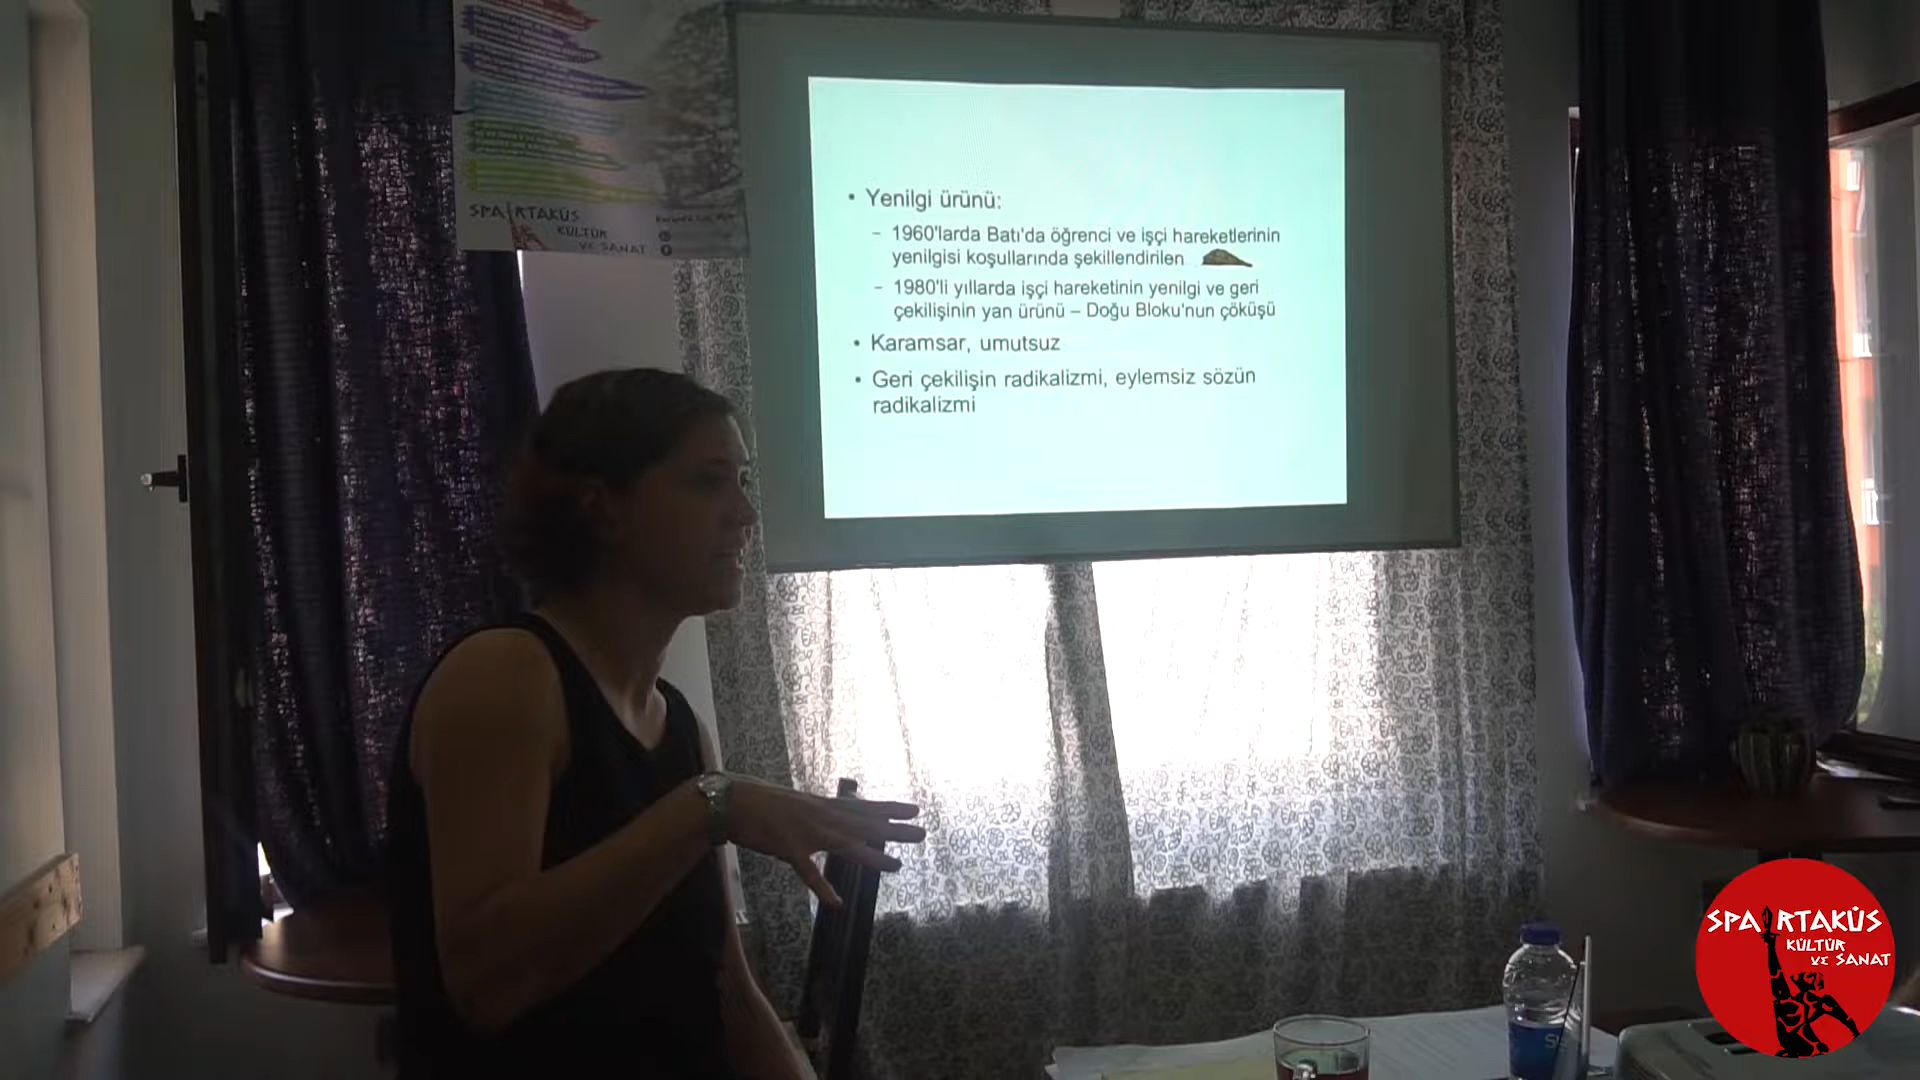 • Yenilgi ürünü:
– 1960'larda Batı'da öğrenci ve işçi hareketlerinin
yenilgisi koşullarında şekillendirilen
– 1980'li yıllarda işçi hareketinin yenilgi ve geri
çekilişinin yan ürünü – Doğu Bloku'nun çöküşü
• Karamsar, umutsuz
• Geri çekilişin radikalizmi, eylemsiz sözün
radikalizmi
SPARTAKÜS
KÜLTÜR
VE SANAT
SPARTAKÜS
KÜLTÜR
VE SANAT